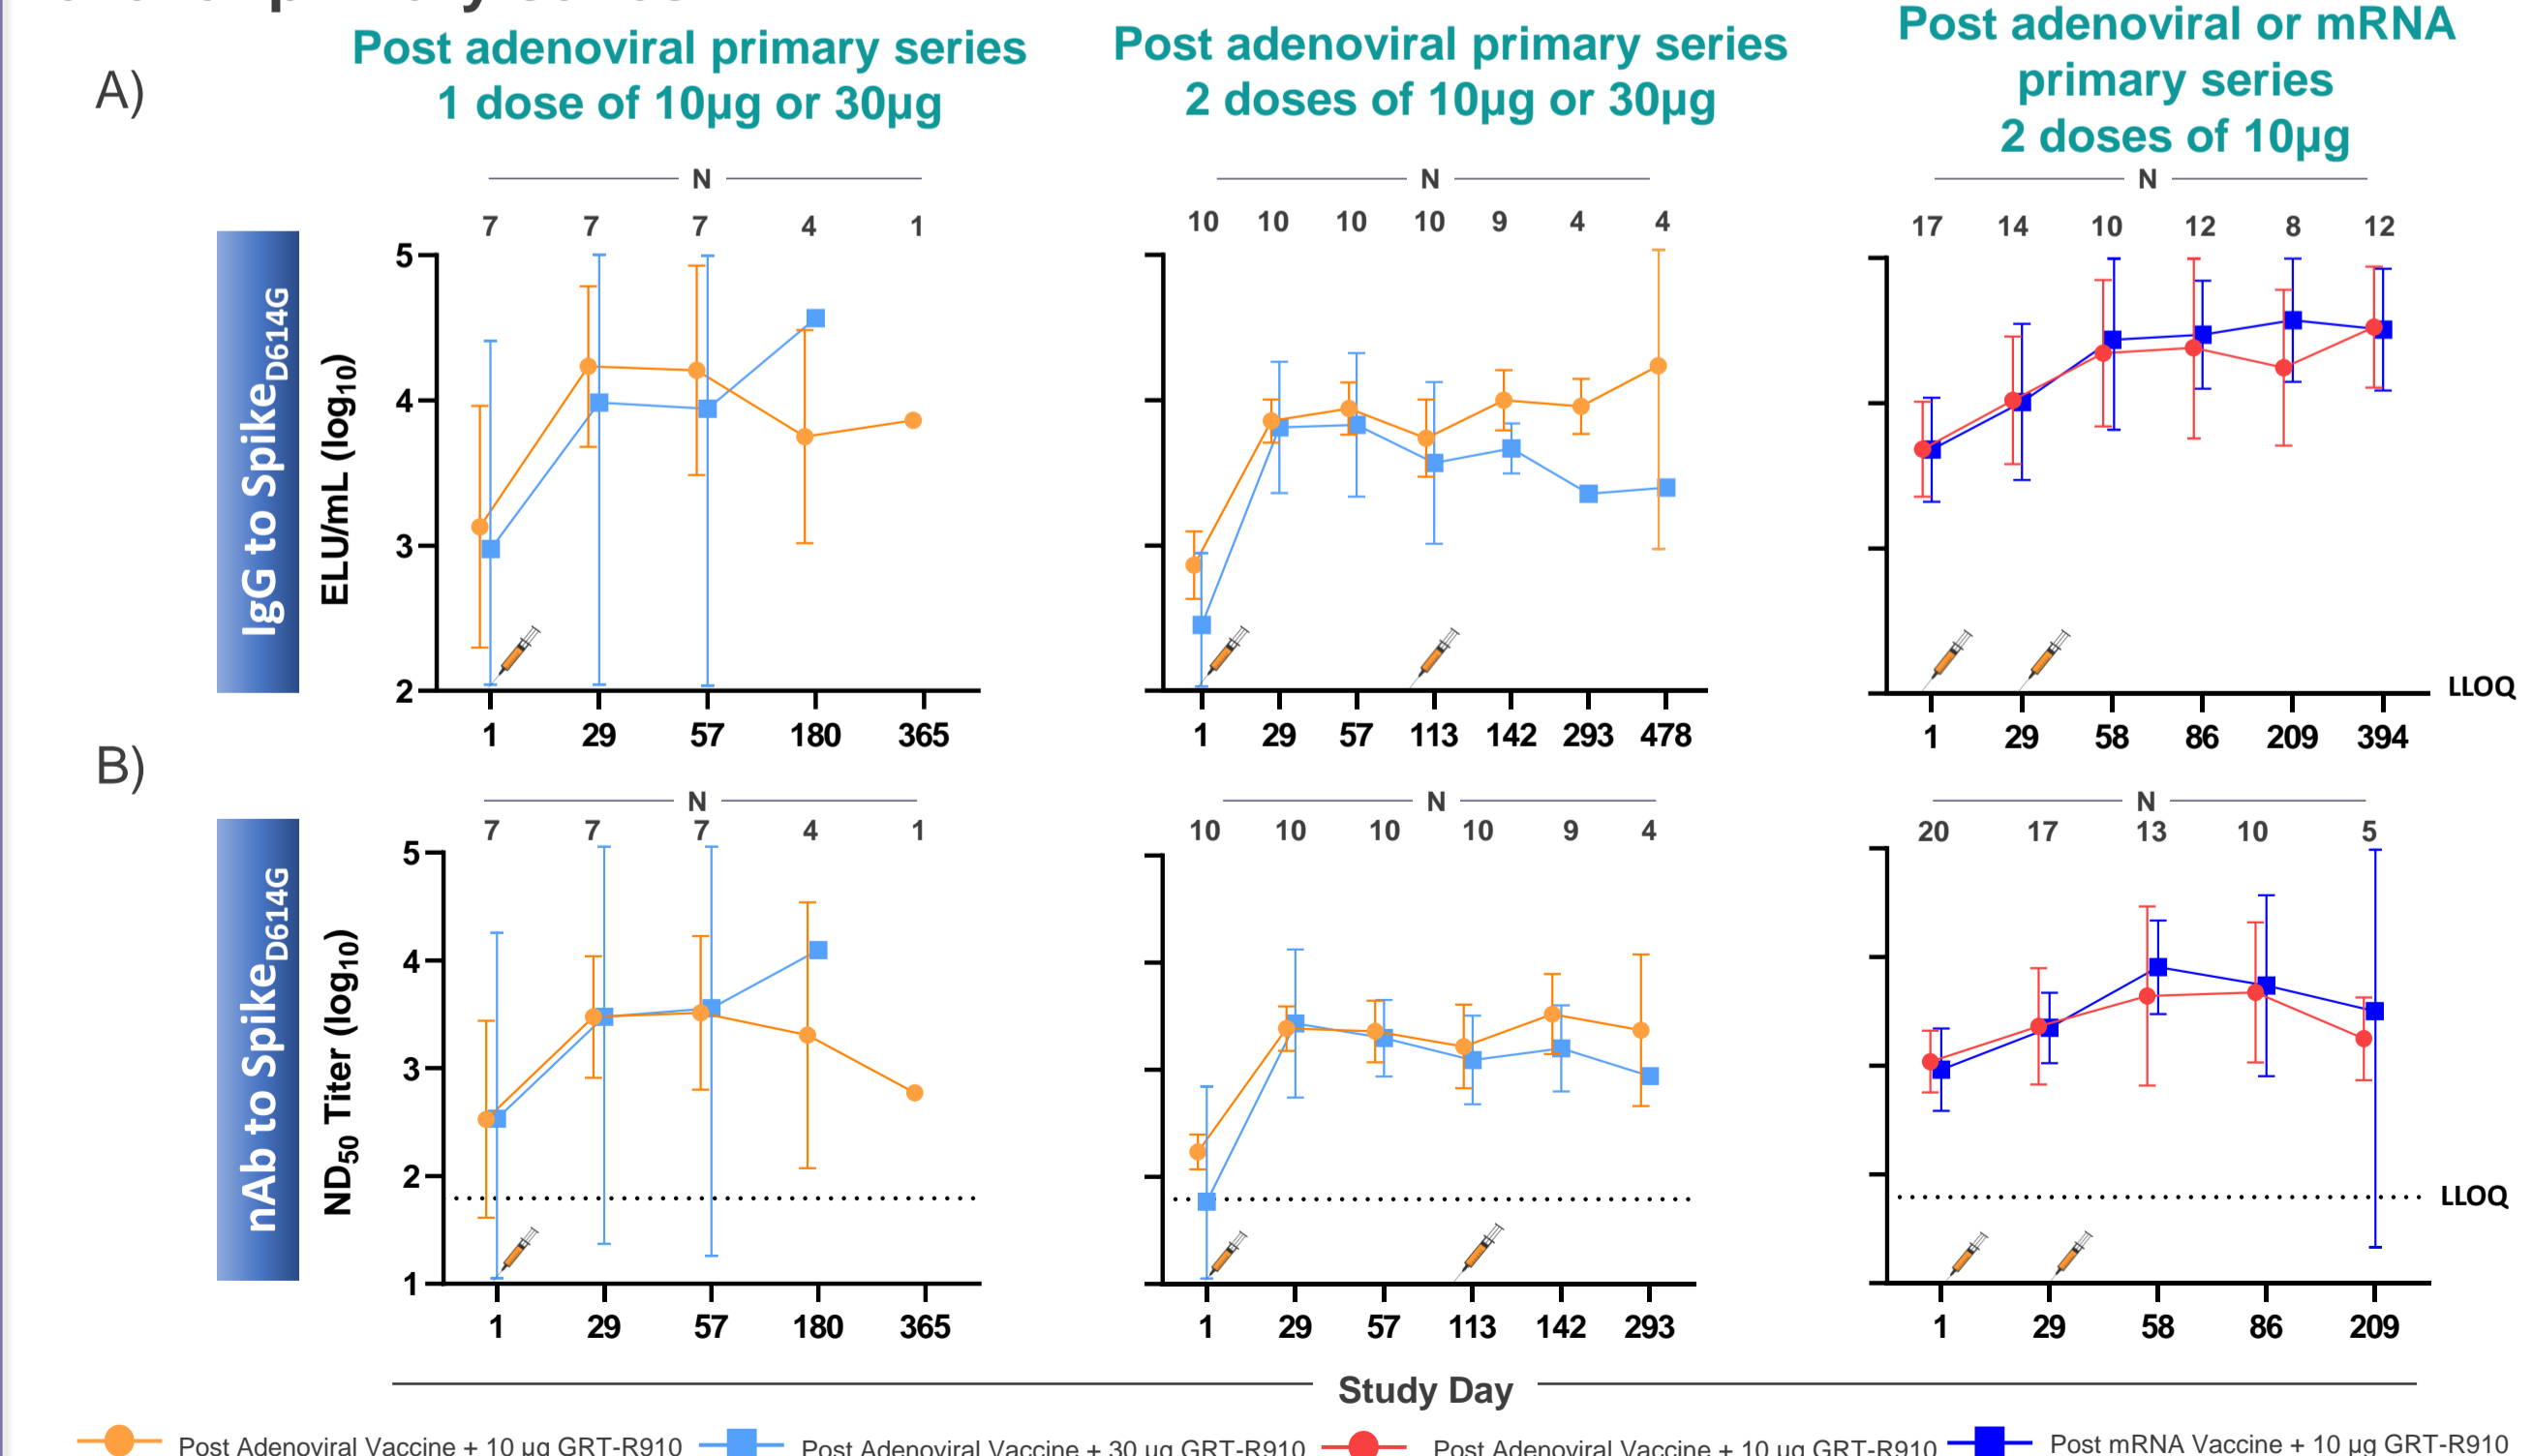 A)
Post adenoviral primary series
1 dose of 10µg or 30µg
Post adenoviral primary series
2 doses of 10µg or 30µg
Post adenoviral or mRNA
primary series
2 doses of 10µg
IgG to Spike D614G
ELU/mL (log10)
N
7 7 7 4 1
5
4
3
2
1 29 57 180 365
N
10 10 10 10 9 4 4
1 29 57 113 142 293 478
N
17 14 10 12 8 12
LLOQ
1 29 58 86 209 394
B)
nAb to Spike D614G
ND50 Titer (log10)
N
7 7 7 4 1
5
4
3
2
1
1 29 57 180 365
N
10 10 10 10 9 4
1 29 57 113 142 293
N
20 17 13 10 5
LLOQ
1 29 58 86 209
Study Day
Post Adenoviral Vaccine + 10 µg GRT-R910
Post Adenoviral Vaccine + 30 µg GRT-R910
Post Adenoviral Vaccine + 10 µg GRT-R910
Post mRNA Vaccine + 10 µg GRT-R910